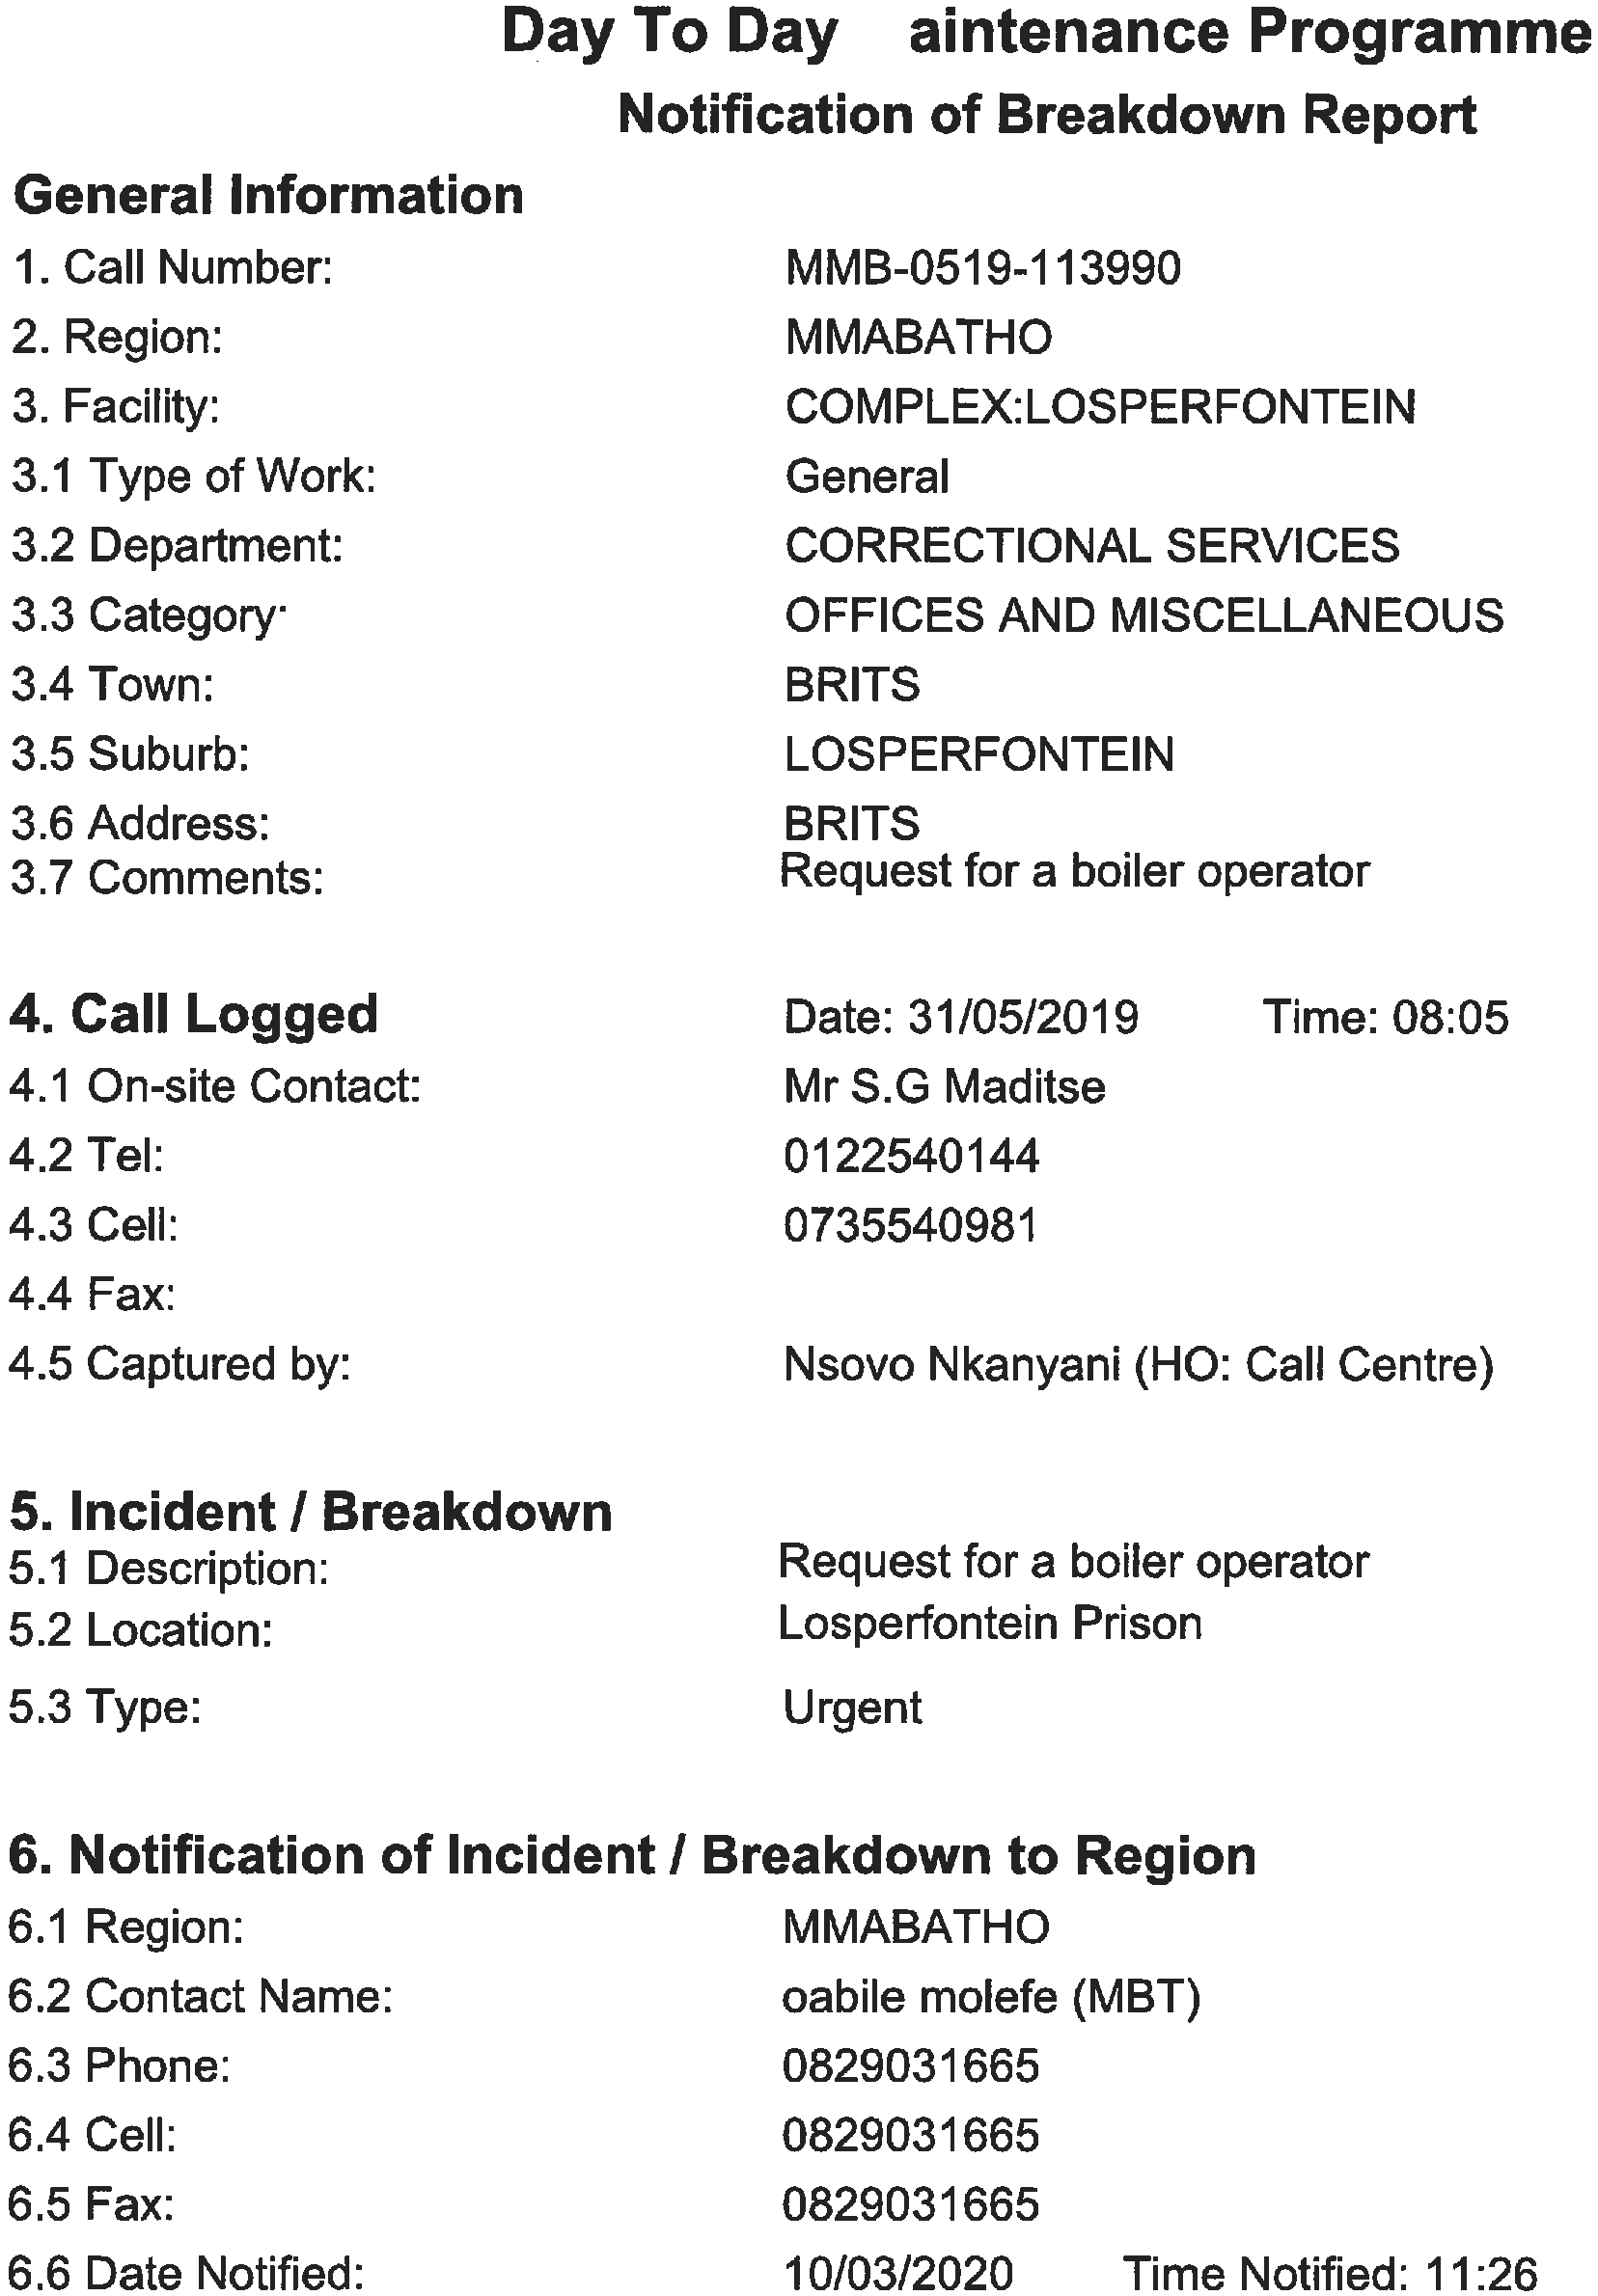 Day To Day aintenance Programme
Notification of Breakdown Report
General Information
1. Call Number: MMB-0519-113990
2. Region: MMABATHO
3. Facility: COMPLEX:LOSPERFONTEIN
3.1 Type of Work: General
3.2 Department: CORRECTIONAL SERVICES
3.3 Category: OFFICES AND MISCELLANEOUS
3.4 Town: BRITS
3.5 Suburb: LOSPERFONTEIN
3.6 Address: BRITS
3.7 Comments: Request for a boiler operator
4. Call Logged Date: 31/05/2019 Time: 08:05
4.1 On-site Contact: Mr S.G Maditse
4.2 Tel: 0122540144
4.3 Cell: 0735540981
4.4 Fax:
4.5 Captured by: Nsovo Nkanyani (HO: Call Centre)
5. Incident / Breakdown
5.1 Description: Request for a boiler operator
5.2 Location: Losperfontein Prison
5.3 Type: Urgent
6. Notification of Incident / Breakdown to Region
6.1 Region: MMABATHO
6.2 Contact Name: oabile molefe (MBT)
6.3 Phone: 0829031665
6.4 Cell: 0829031665
6.5 Fax: 0829031665
6.6 Date Notified: 10/03/2020 Time Notified: 11:26